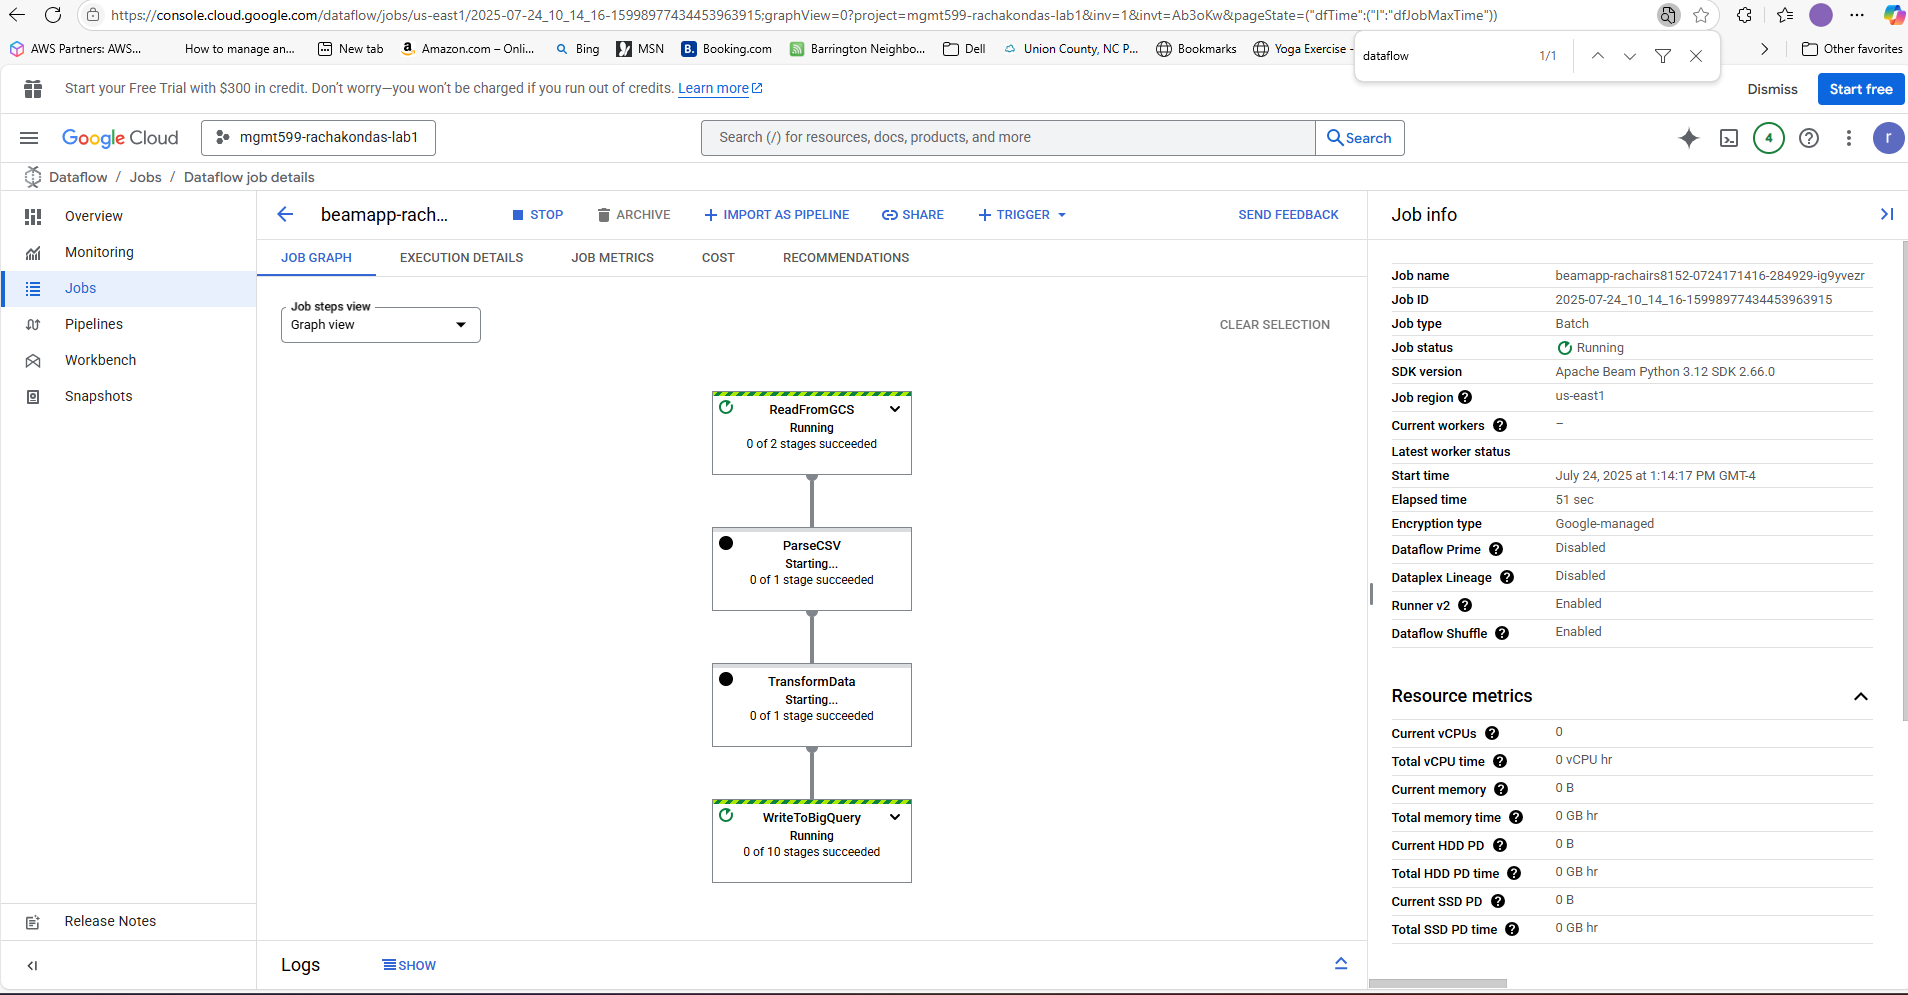 https://console.cloud.google.com/dataflow/jobs/us-east1/2025-07-24_10_14_16-15998977434453963915;graphView=0?project=mgmt599-rachakondas-lab1&inv=1&invt=Ab3oKw&pageState=("dfTime":("l":"dfJobMaxTime"))
AWS Partners: AWS... How to manage an... New tab Amazon.com – Onli... Bing MSN Booking.com Barrington Neighbo... Dell Union County, NC P... Bookmarks Yoga Exercise - Other favorites
dataflow 1/1
Start your Free Trial with $300 in credit. Don't worry—you won't be charged if you run out of credits. Learn more Dismiss Start free
Google Cloud mgmt599-rachakondas-lab1 Search (/) for resources, docs, products, and more Search 4 r
Dataflow / Jobs / Dataflow job details
Overview
Monitoring
Jobs
Pipelines
Workbench
Snapshots
Release Notes
beamapp-rach... STOP ARCHIVE IMPORT AS PIPELINE SHARE TRIGGER SEND FEEDBACK
JOB GRAPH EXECUTION DETAILS JOB METRICS COST RECOMMENDATIONS
Job steps view
Graph view
CLEAR SELECTION
ReadFromGCS
Running
0 of 2 stages succeeded
ParseCSV
Starting...
0 of 1 stage succeeded
TransformData
Starting...
0 of 1 stage succeeded
WriteToBigQuery
Running
0 of 10 stages succeeded
Logs SHOW
Job info
Job name beamapp-rachairs8152-0724171416-284929-ig9yvezr
Job ID 2025-07-24_10_14_16-15998977434453963915
Job type Batch
Job status Running
SDK version Apache Beam Python 3.12 SDK 2.66.0
Job region us-east1
Current workers –
Latest worker status
Start time July 24, 2025 at 1:14:17 PM GMT-4
Elapsed time 51 sec
Encryption type Google-managed
Dataflow Prime Disabled
Dataplex Lineage Disabled
Runner v2 Enabled
Dataflow Shuffle Enabled
Resource metrics
Current vCPUs 0
Total vCPU time 0 vCPU hr
Current memory 0 B
Total memory time 0 GB hr
Current HDD PD 0 B
Total HDD PD time 0 GB hr
Current SSD PD 0 B
Total SSD PD time 0 GB hr